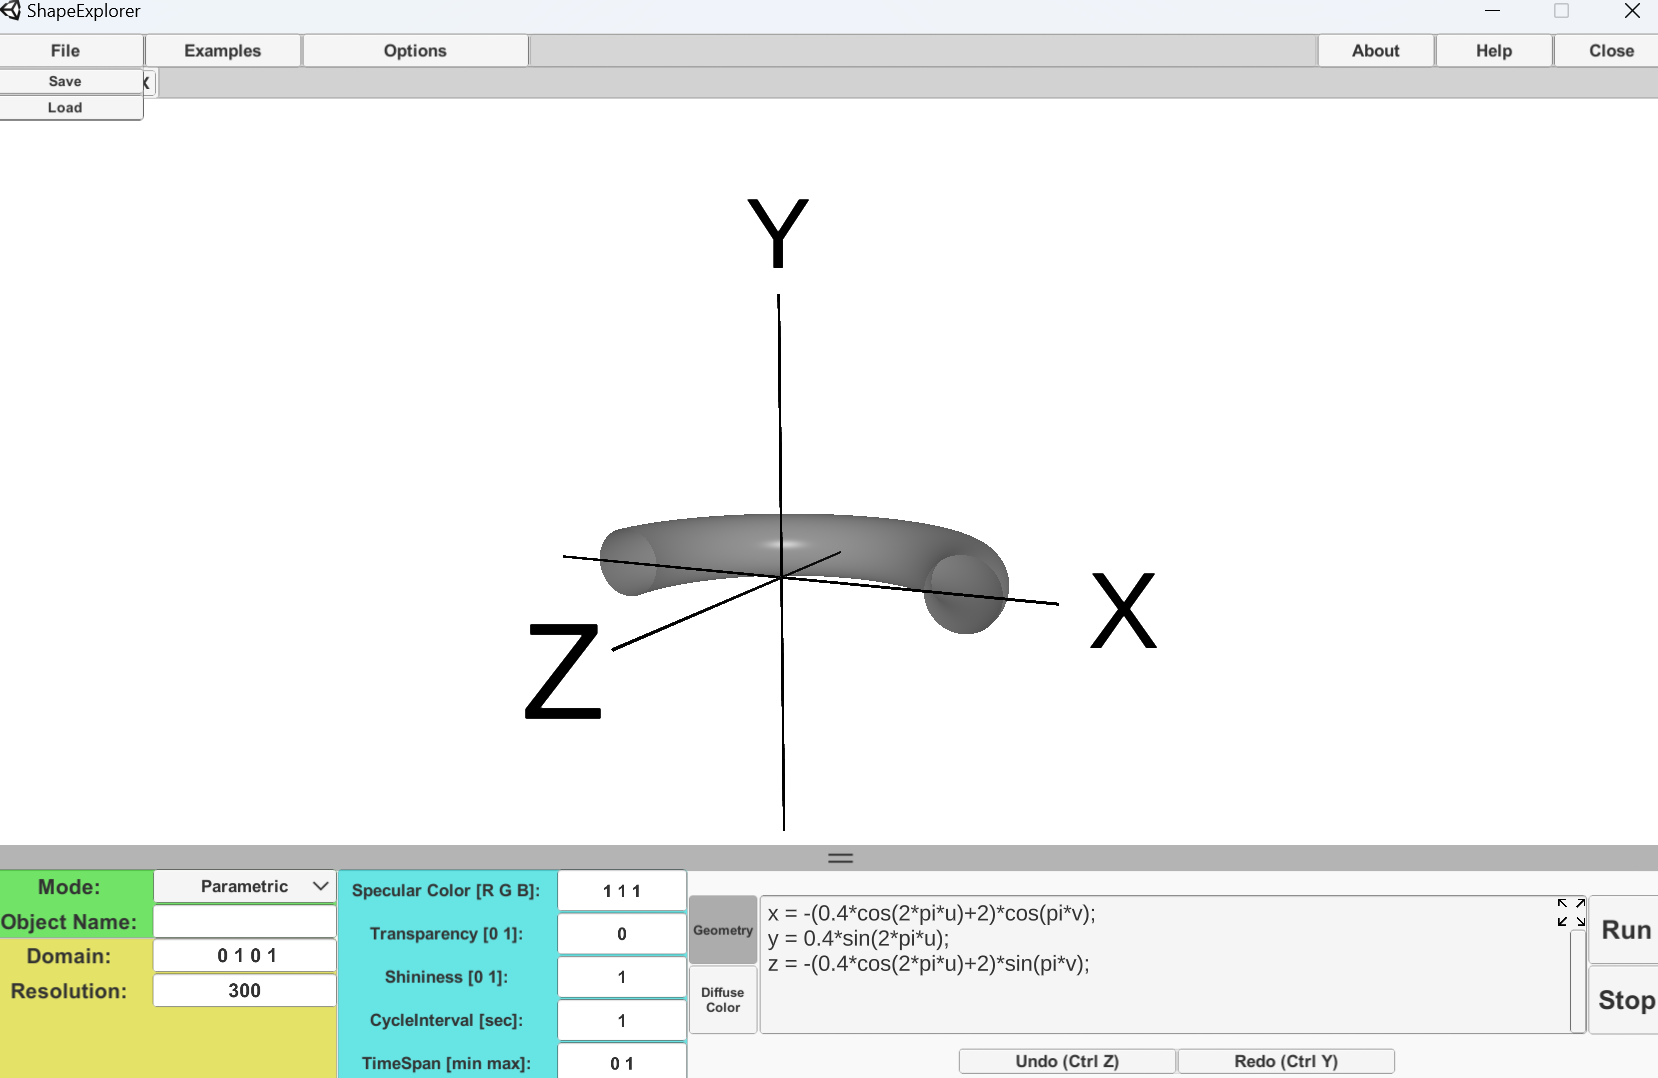 ShapeExplorer
File Examples Options About Help Close
Save X
Load
Y
X
Z
Mode: Parametric
Object Name:
Domain: 0 1 0 1
Resolution: 300
Specular Color [R G B]: 1 1 1
Transparency [0 1]: 0
Shininess [0 1]: 1
CycleInterval [sec]: 1
TimeSpan [min max]: 0 1
Geometry
Diffuse
Color
x = -(0.4*cos(2*pi*u)+2)*cos(pi*v);
y = 0.4*sin(2*pi*u);
z = -(0.4*cos(2*pi*u)+2)*sin(pi*v);
Run
Stop
Undo (Ctrl Z) Redo (Ctrl Y)